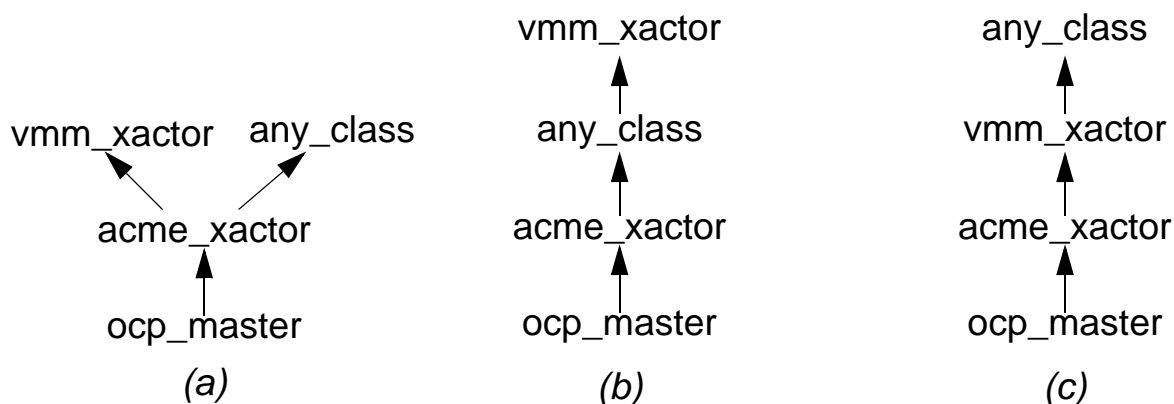 vmm_xactor
any_class
acme_xactor
ocp_master
(a)
vmm_xactor
any_class
acme_xactor
ocp_master
(b)
any_class
vmm_xactor
acme_xactor
ocp_master
(c)